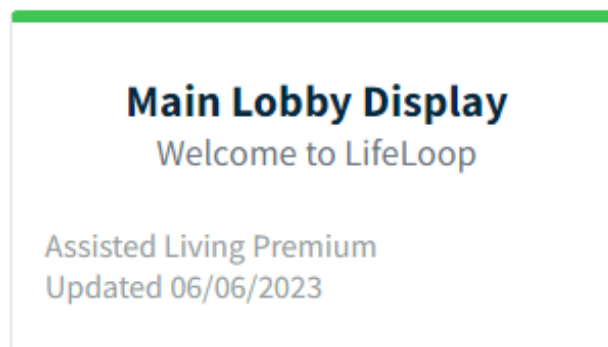 Main Lobby Display
Welcome to LifeLoop
Assisted Living Premium
Updated 06/06/2023